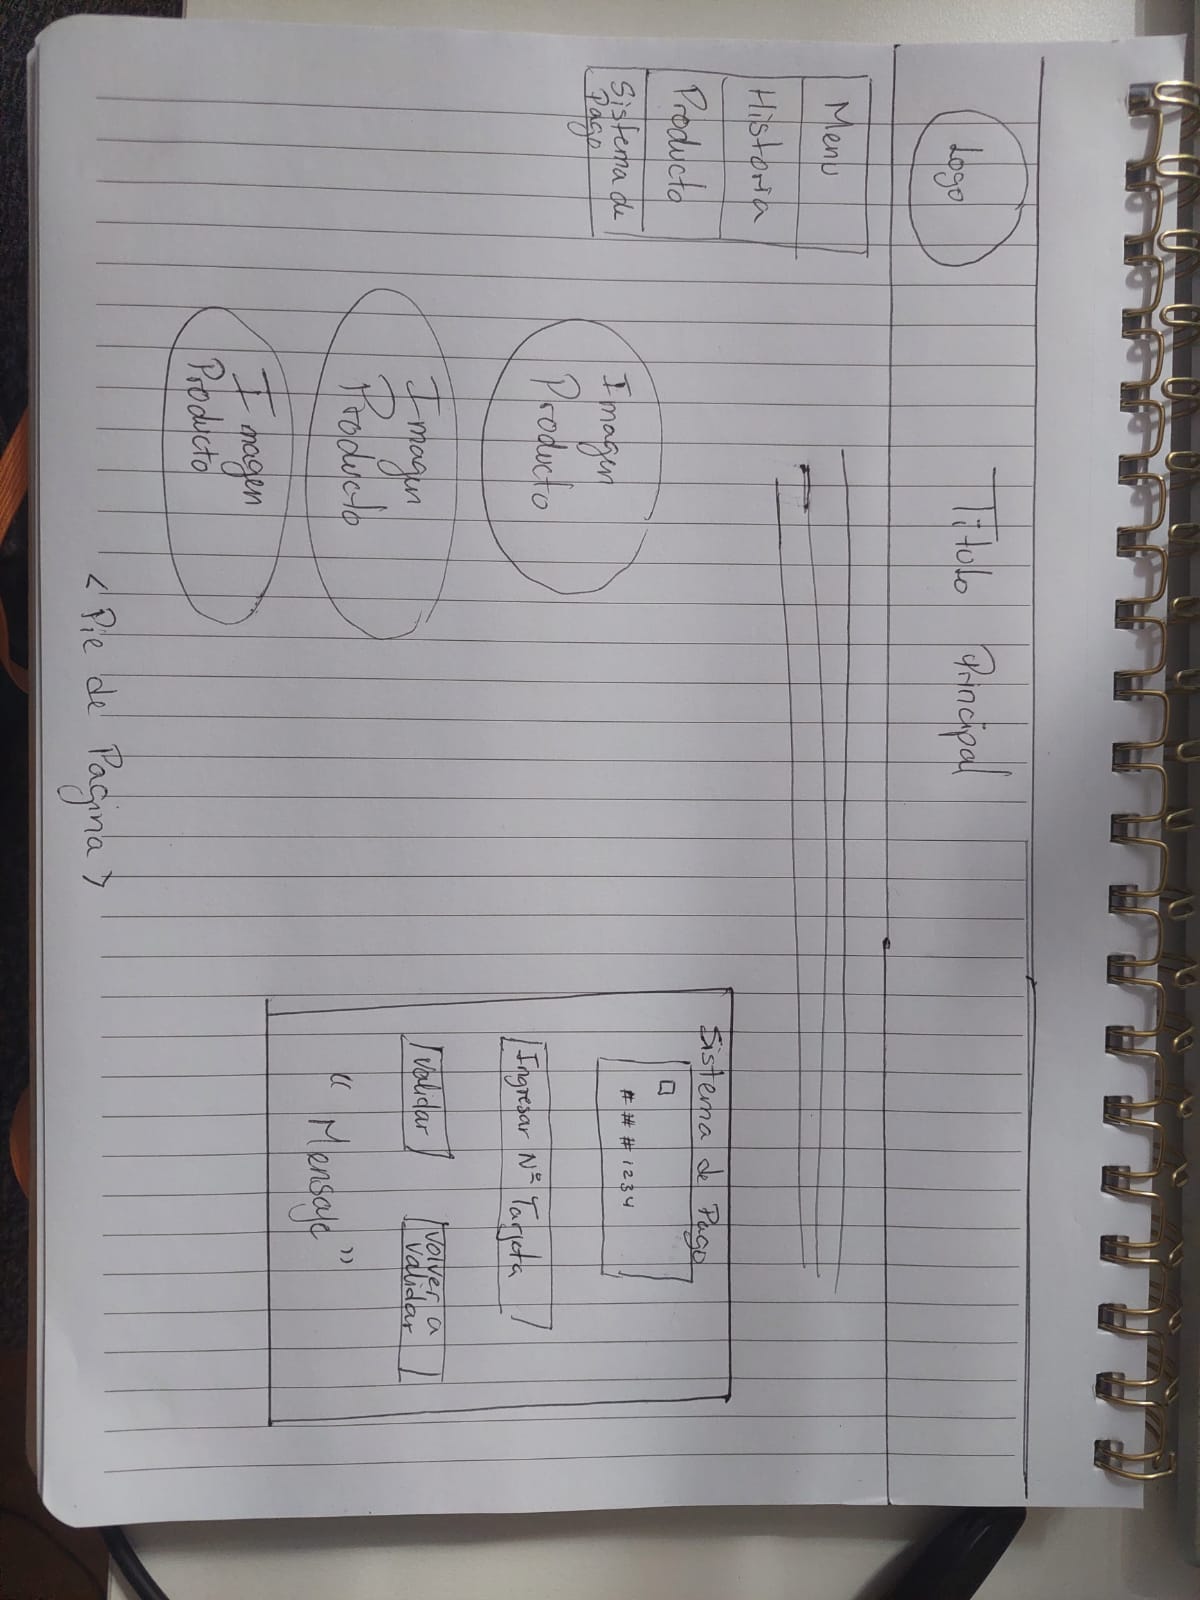 Logo
Titulo Principal
Menu
Historia
Producto
Sistema de
Pago
Imagen
Producto
Imagen
Producto
Imagen
Producto
Sistema de Pago
# # # 1234
Ingresar Nº Tarjeta
Validar
Volver a
Validar
“ Mensaje ”
< Pie de Pagina >